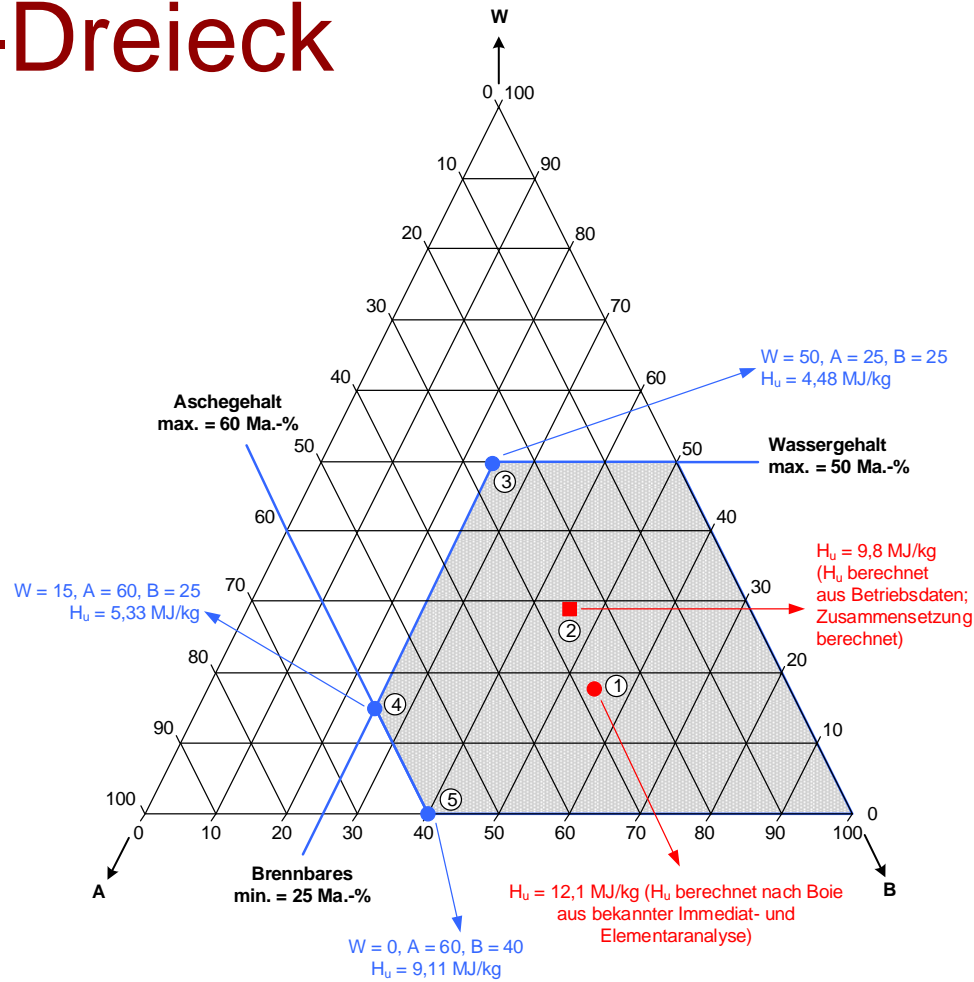 -Dreieck
W
0 100
10 90
20 80
30 70
40 60
50 50
60 40
70 30
80 20
90 10
100 0
0 10 20 30 40 50 60 70 80 90 100
A
B
Aschegehalt
max. = 60 Ma.-%
W = 50, A = 25, B = 25
Hᵤ = 4,48 MJ/kg
Wassergehalt
max. = 50 Ma.-%
3
Hᵤ = 9,8 MJ/kg
(Hᵤ berechnet
aus Betriebsdaten;
Zusammensetzung
berechnet)
2
W = 15, A = 60, B = 25
Hᵤ = 5,33 MJ/kg
1
4
5
Brennbares
min. = 25 Ma.-%
Hᵤ = 12,1 MJ/kg (Hᵤ berechnet nach Boie
aus bekannter Immediat- und
Elementaranalyse)
W = 0, A = 60, B = 40
Hᵤ = 9,11 MJ/kg